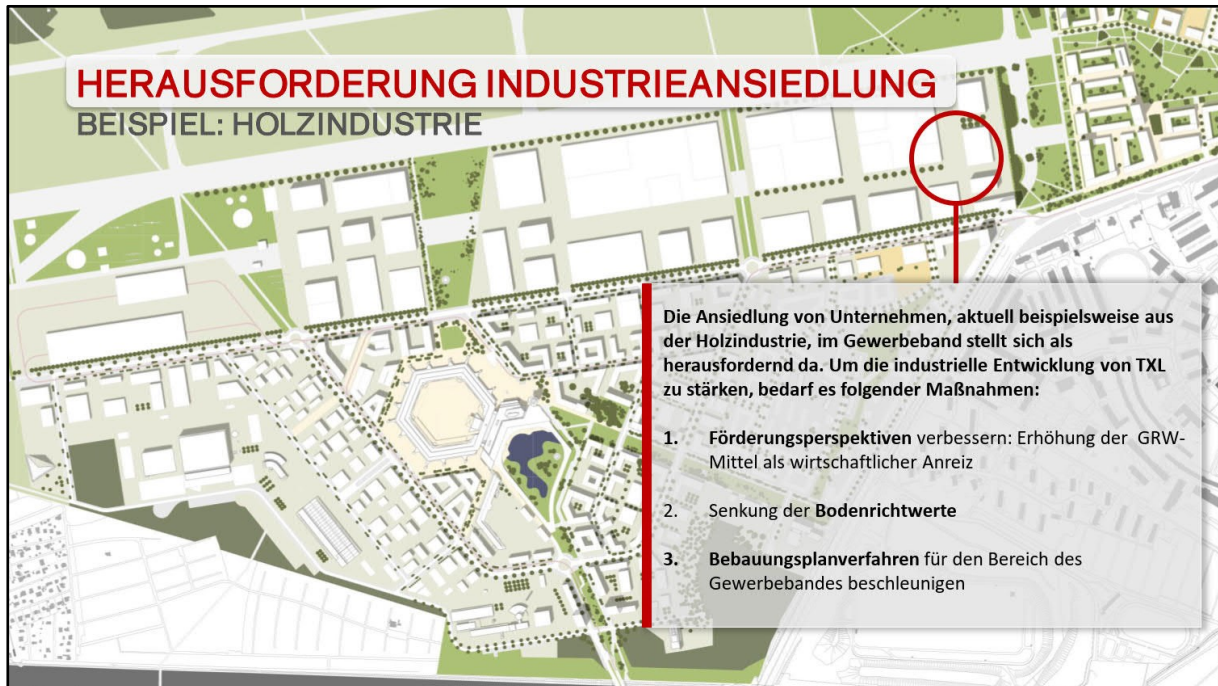 HERAUSFORDERUNG INDUSTRIEANSIEDLUNG
BEISPIEL: HOLZINDUSTRIE
Die Ansiedlung von Unternehmen, aktuell beispielsweise aus
der Holzindustrie, im Gewerbeband stellt sich als
herausfordernd da. Um die industrielle Entwicklung von TXL
zu stärken, bedarf es folgender Maßnahmen:
1. Förderungsperspektiven verbessern: Erhöhung der GRW-
Mittel als wirtschaftlicher Anreiz
2. Senkung der Bodenrichtwerte
3. Bebauungsplanverfahren für den Bereich des
Gewerbebandes beschleunigen